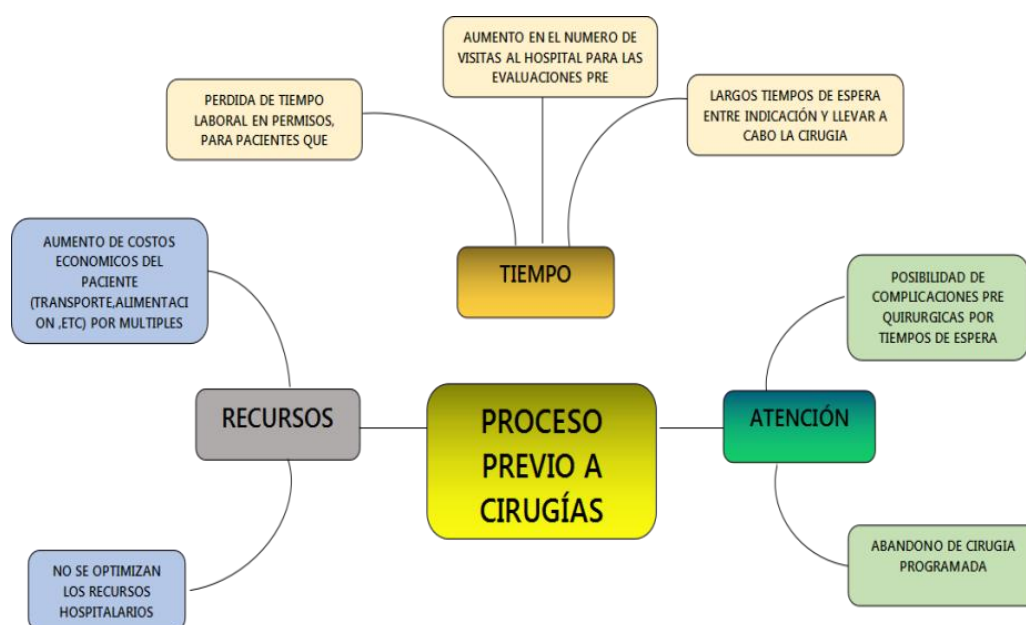 AUMENTO EN EL NUMERO DE
VISITAS AL HOSPITAL PARA LAS
EVALUACIONES PRE
PERDIDA DE TIEMPO
LABORAL EN PERMISOS,
PARA PACIENTES QUE
LARGOS TIEMPOS DE ESPERA
ENTRE INDICACIÓN Y LLEVAR A
CABO LA CIRUGIA
TIEMPO
AUMENTO DE COSTOS
ECONOMICOS DEL
PACIENTE
(TRANSPORTE,ALIMENTACI
ON ,ETC) POR MULTIPLES
POSIBILIDAD DE
COMPLICACIONES PRE
QUIRURGICAS POR
TIEMPOS DE ESPERA
RECURSOS
PROCESO
PREVIO A
CIRUGÍAS
ATENCIÓN
NO SE OPTIMIZAN
LOS RECURSOS
HOSPITALARIOS
ABANDONO DE CIRUGIA
PROGRAMADA